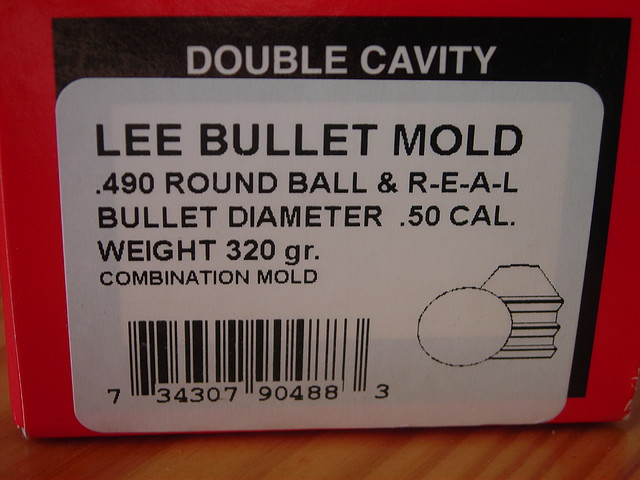 DOUBLE CAVITY
LEE BULLET MOLD
.490 ROUND BALL & R-E-A-L
BULLET DIAMETER .50 CAL.
WEIGHT 320 gr.
COMBINATION MOLD
7 34307 90488 3